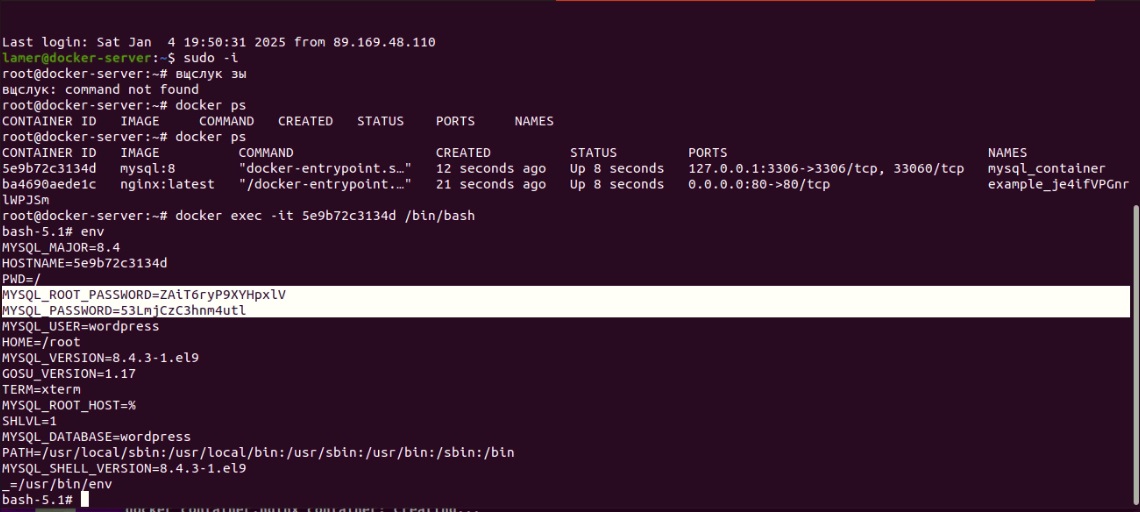 Last login: Sat Jan  4 19:50:31 2025 from 89.169.48.110
lamer@docker-server:~$ sudo -i
root@docker-server:~# вщслук зы
вщслук: command not found
root@docker-server:~# docker ps
CONTAINER ID   IMAGE     COMMAND   CREATED   STATUS    PORTS     NAMES
root@docker-server:~# docker ps
CONTAINER ID   IMAGE          COMMAND                  CREATED          STATUS         PORTS                                 NAMES
5e9b72c3134d   mysql:8        "docker-entrypoint.s…"   12 seconds ago   Up 8 seconds   127.0.0.1:3306->3306/tcp, 33060/tcp   mysql_container
ba4690aede1c   nginx:latest   "/docker-entrypoint.…"   21 seconds ago   Up 8 seconds   0.0.0.0:80->80/tcp                    example_je4ifVPGnr
lWPJSm
root@docker-server:~# docker exec -it 5e9b72c3134d /bin/bash
bash-5.1# env
MYSQL_MAJOR=8.4
HOSTNAME=5e9b72c3134d
PWD=/
MYSQL_ROOT_PASSWORD=ZAiT6ryP9XYHpxlV
MYSQL_PASSWORD=53LmjCzC3hnm4utl
MYSQL_USER=wordpress
HOME=/root
MYSQL_VERSION=8.4.3-1.el9
GOSU_VERSION=1.17
TERM=xterm
MYSQL_ROOT_HOST=%
SHLVL=1
MYSQL_DATABASE=wordpress
PATH=/usr/local/sbin:/usr/local/bin:/usr/sbin:/usr/bin:/sbin:/bin
MYSQL_SHELL_VERSION=8.4.3-1.el9
_=/usr/bin/env
bash-5.1#